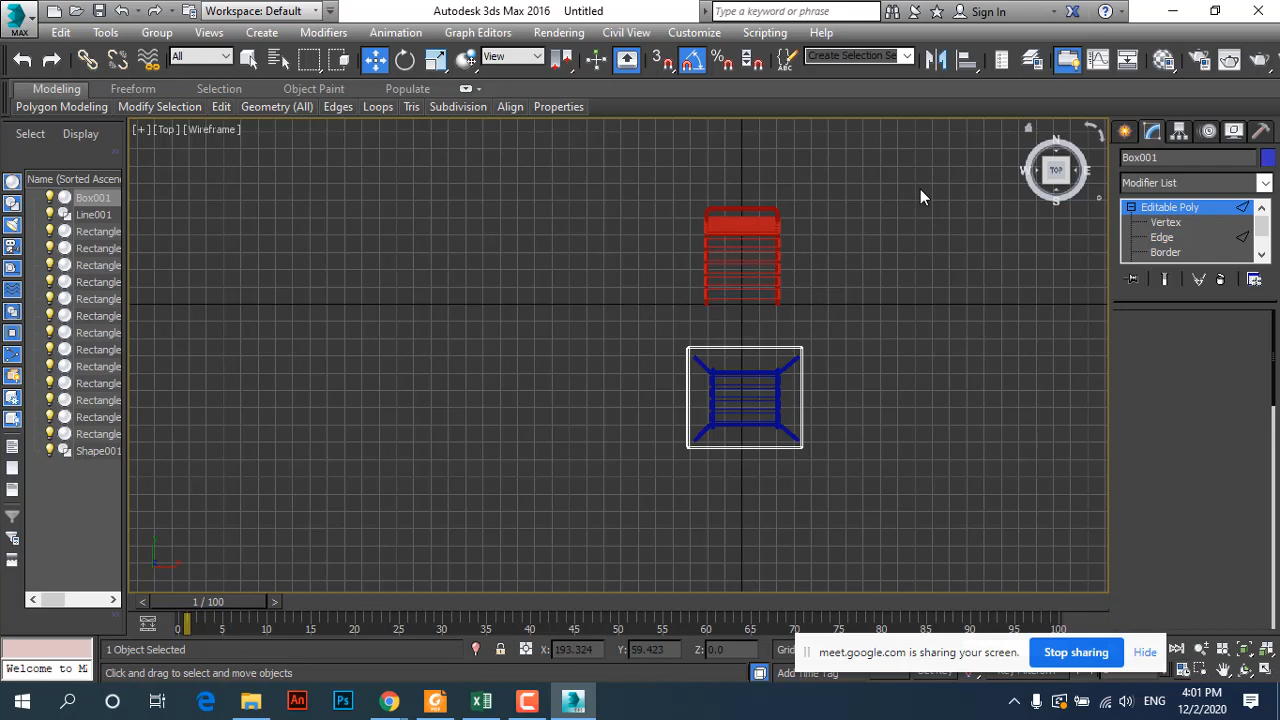 MAX
Workspace: Default
Autodesk 3ds Max 2016 Untitled
Type a keyword or phrase
Sign In
Edit Tools Group Views Create Modifiers Animation Graph Editors Rendering Civil View Customize Scripting Help
All
View
3
Create Selection Se
Modeling Freeform Selection Object Paint Populate
Polygon Modeling Modify Selection Edit Geometry (All) Edges Loops Tris Subdivision Align Properties
Select Display
[+] [Top] [Wireframe]
N
W TOP E
S
Name (Sorted Ascen
Box001
Line001
Rectangle
Rectangle
Rectangle
Rectangle
Rectangle
Rectangle
Rectangle
Rectangle
Rectangle
Rectangle
Rectangle
Rectangle
Rectangle
Shape001
Box001
Modifier List
Editable Poly
Vertex
Edge
Border
< 1 / 100 >
0 5 10 15 20 25 30 35 40 45 50 55 60 65 70 75 80 85 90 95 100
1 Object Selected
X: 193.324 Y: 59.423 Z: 0.0
Welcome to M
Click and drag to select and move objects
meet.google.com is sharing your screen.
Stop sharing
Hide
Add Time Tag
An
Ps
ENG
4:01 PM
12/2/2020